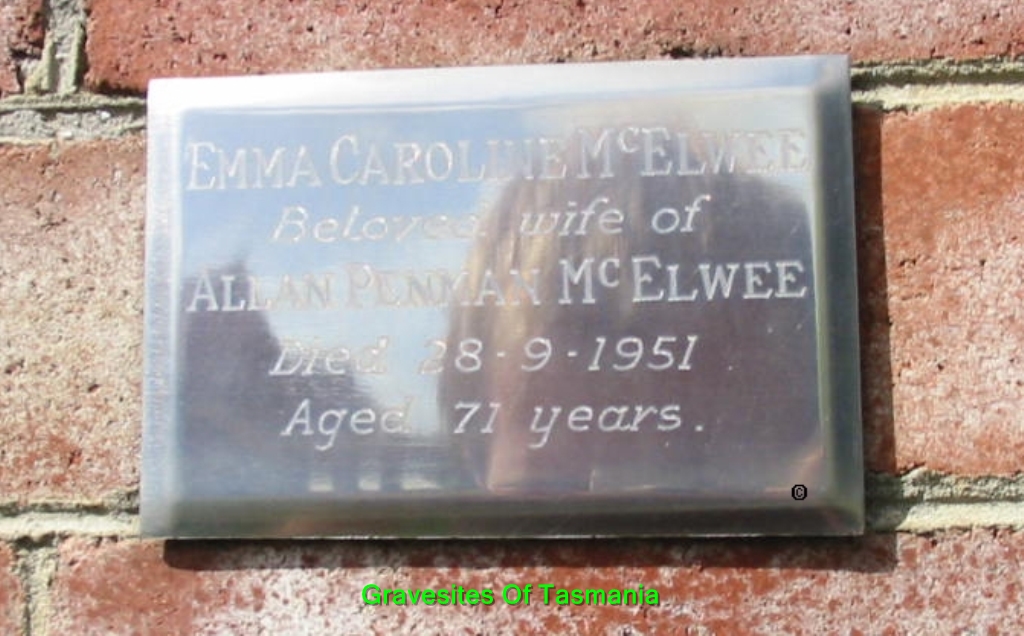 EMMA CAROLINE McELWEE
Beloved wife of
ALLAN PENMAN McELWEE
Died 28-9-1951
Aged 71 years.
©
Gravesites Of Tasmania